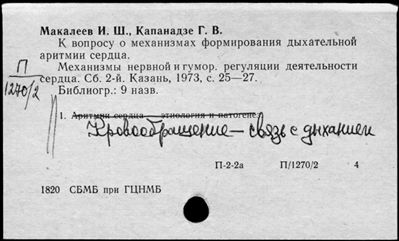 Макалеев И. Ш., Капанадзе Г. В.
К вопросу о механизмах формирования дыхательной
аритмии сердца.
Механизмы нервной и гумор. регуляции деятельности
сердца. Сб. 2-й. Казань, 1973, с. 25—27.
Библиогр.: 9 назв.
П
1270/2
1. Аритмии сердца — этиология и патогенез
Кровообращение — связь с дыханием
П-2-2а П/1270/2 4
1820 СБМБ при ГЦНМБ